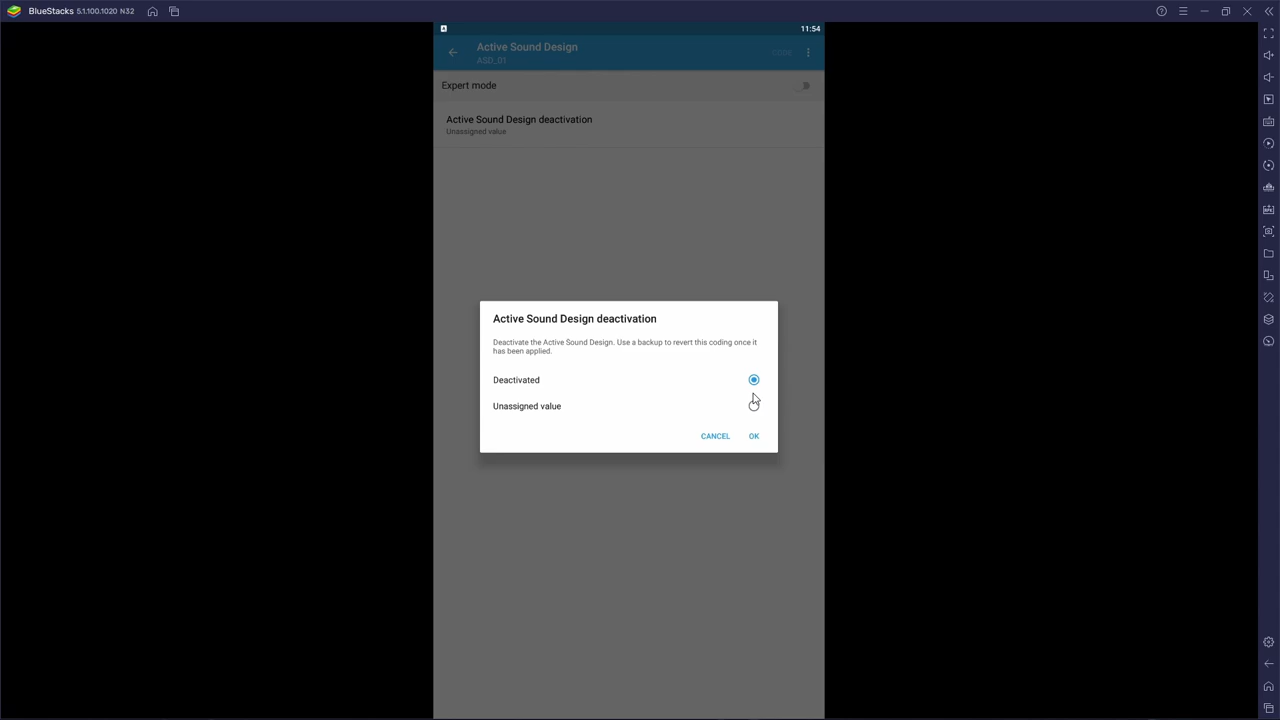 BlueStacks 5.1.100.1020 N32
11:54
Active Sound Design
ASD_01
CODE
Expert mode
Active Sound Design deactivation
Unassigned value
Active Sound Design deactivation
Deactivate the Active Sound Design. Use a backup to revert this coding once it
has been applied.
Deactivated
Unassigned value
CANCEL OK